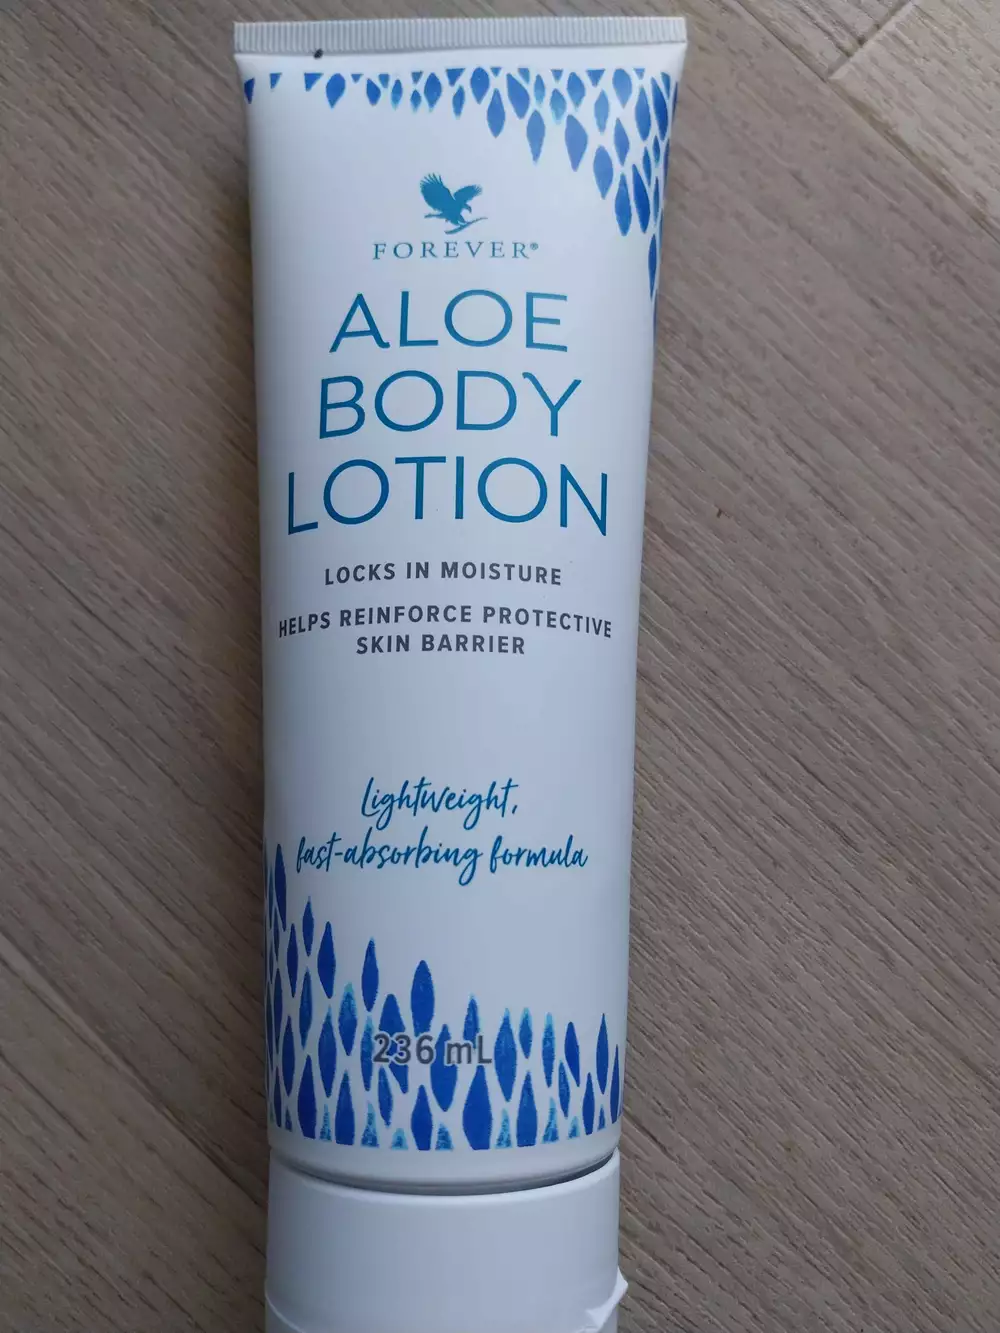 FOREVER®
ALOE
BODY
LOTION
LOCKS IN MOISTURE
HELPS REINFORCE PROTECTIVE
SKIN BARRIER
Lightweight,
fast-absorbing formula
236 mL